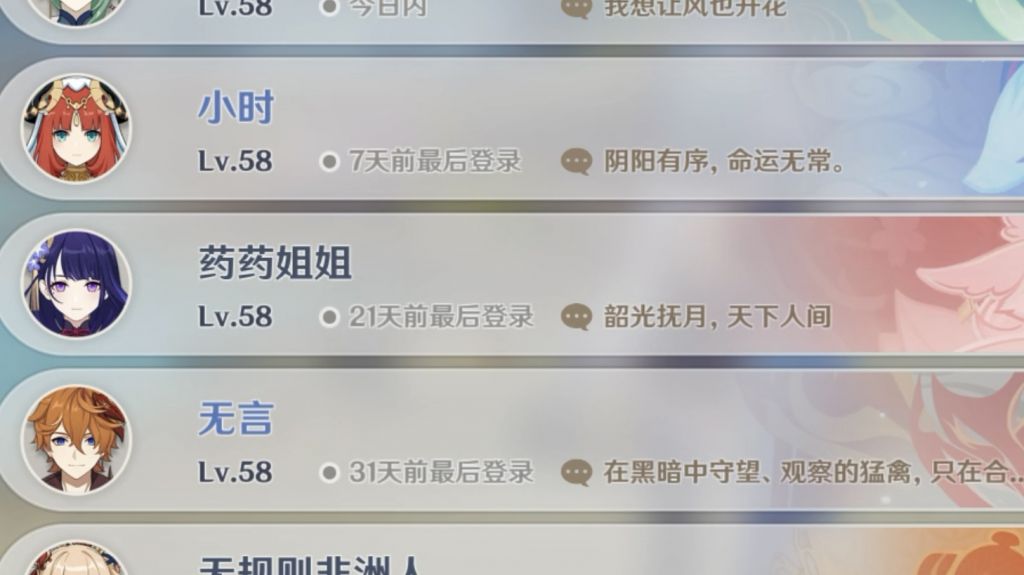 Lv.58 今日内 我想让风也开花
小时
Lv.58 7天前最后登录 阴阳有序，命运无常。
药药姐姐
Lv.58 21天前最后登录 韶光抚月，天下人间
无言
Lv.58 31天前最后登录 在黑暗中守望、观察的猛禽，只在合...
无规则非洲人